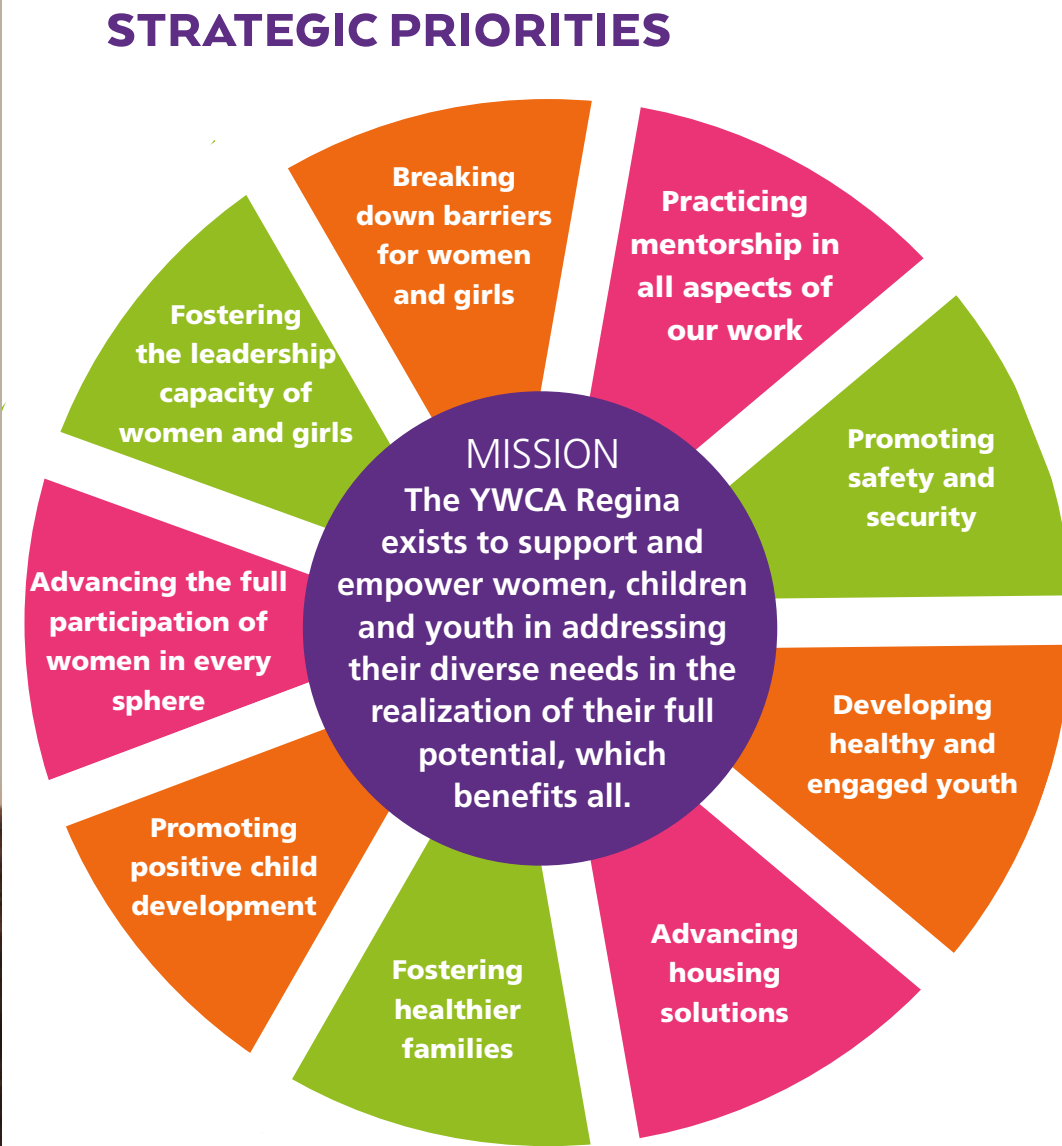 STRATEGIC PRIORITIES
Breaking
down barriers
for women
and girls
Practicing
mentorship in
all aspects of
our work
Promoting
safety and
security
Developing
healthy and
engaged youth
Advancing
housing
solutions
Fostering
healthier
families
Promoting
positive child
development
Advancing the full
participation of
women in every
sphere
Fostering
the leadership
capacity of
women and girls
MISSION
The YWCA Regina
exists to support and
empower women, children
and youth in addressing
their diverse needs in the
realization of their full
potential, which
benefits all.